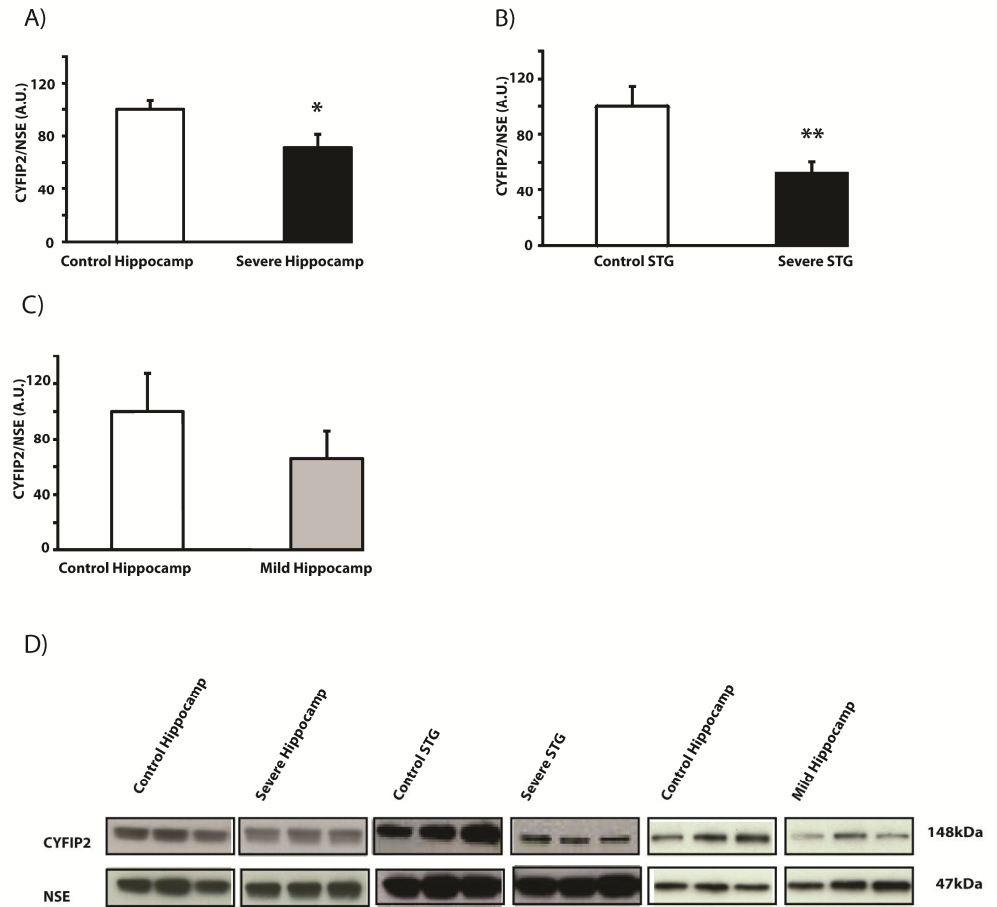 A)
CYFIP2/NSE (A.U.)
120
80
40
0
*
Control Hippocamp
Severe Hippocamp
B)
CYFIP2/NSE (A.U.)
120
80
40
0
**
Control STG
Severe STG
C)
CYFIP2/NSE (A.U.)
120
80
40
0
Control Hippocamp
Mild Hippocamp
D)
Control Hippocamp
Severe Hippocamp
Control STG
Severe STG
Control Hippocamp
Mild Hippocamp
CYFIP2
148kDa
NSE
47kDa